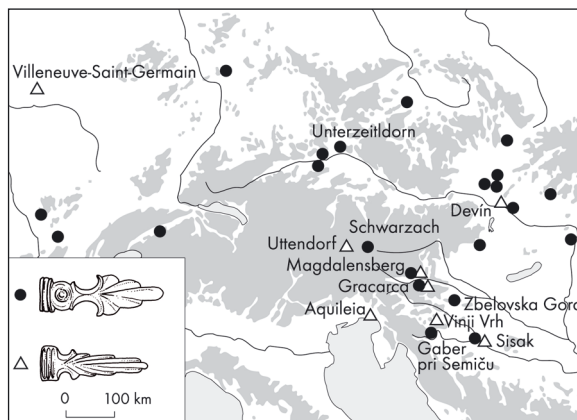 Villeneuve-Saint-Germain
Unterzeitldorn
Devín
Schwarzach
Uttendorf
Magdalensberg
Gracarca
Zbelovska Gora
Aquileia
Vinji Vrh
Sisak
Gaber
pri Semiču
0 100 km